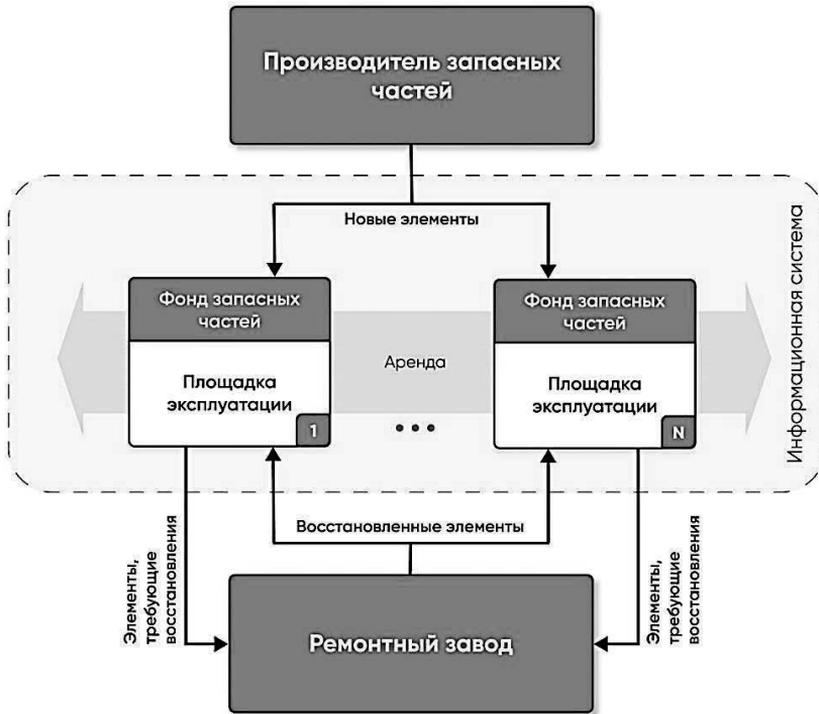 Производитель запасных
частей
Новые элементы
Информационная система
Фонд запасных
частей
Площадка
эксплуатации
1
Аренда
...
Фонд запасных
частей
Площадка
эксплуатации
N
Восстановленные элементы
Элементы,
требующие
восстановления
Элементы,
требующие
восстановления
Ремонтный завод